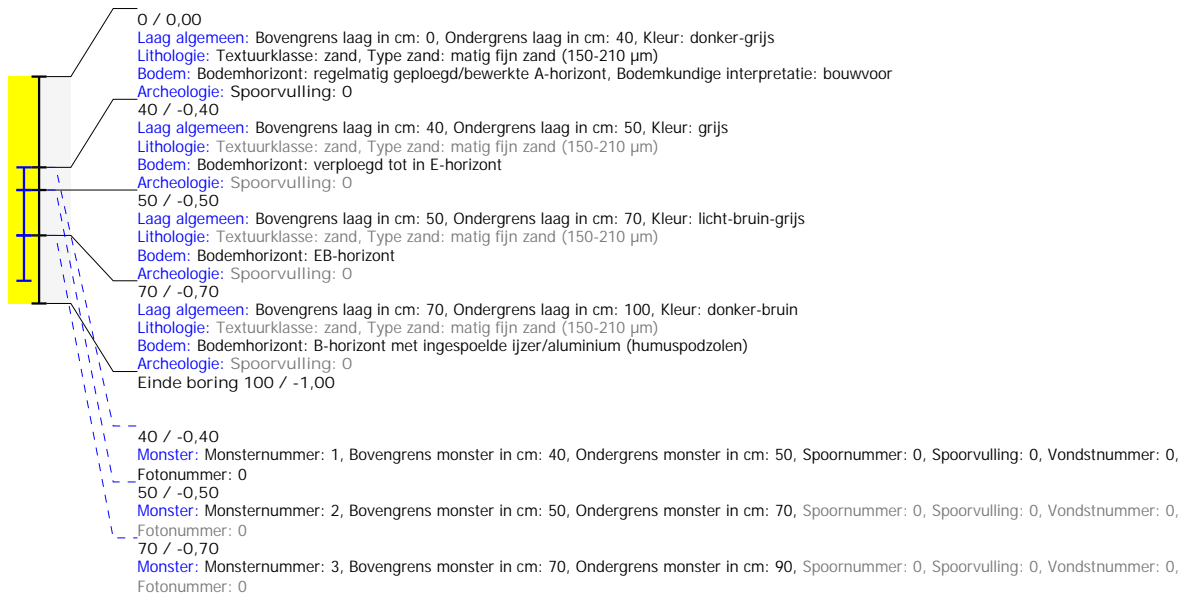 0 / 0,00
Laag algemeen: Bovengrens laag in cm: 0, Ondergrens laag in cm: 40, Kleur: donker-grijs
Lithologie: Textuurklasse: zand, Type zand: matig fijn zand (150-210 µm)
Bodem: Bodemhorizont: regelmatig geploegd/bewerkte A-horizont, Bodemkundige interpretatie: bouwvoor
Archeologie: Spoorvulling: 0
40 / -0,40
Laag algemeen: Bovengrens laag in cm: 40, Ondergrens laag in cm: 50, Kleur: grijs
Lithologie: Textuurklasse: zand, Type zand: matig fijn zand (150-210 µm)
Bodem: Bodemhorizont: verploegd tot in E-horizont
Archeologie: Spoorvulling: 0
50 / -0,50
Laag algemeen: Bovengrens laag in cm: 50, Ondergrens laag in cm: 70, Kleur: licht-bruin-grijs
Lithologie: Textuurklasse: zand, Type zand: matig fijn zand (150-210 µm)
Bodem: Bodemhorizont: EB-horizont
Archeologie: Spoorvulling: 0
70 / -0,70
Laag algemeen: Bovengrens laag in cm: 70, Ondergrens laag in cm: 100, Kleur: donker-bruin
Lithologie: Textuurklasse: zand, Type zand: matig fijn zand (150-210 µm)
Bodem: Bodemhorizont: B-horizont met ingespoelde ijzer/aluminium (humuspodzolen)
Archeologie: Spoorvulling: 0
Einde boring 100 / -1,00
40 / -0,40
Monster: Monsternummer: 1, Bovengrens monster in cm: 40, Ondergrens monster in cm: 50, Spoornummer: 0, Spoorvulling: 0, Vondstnummer: 0,
Fotonummer: 0
50 / -0,50
Monster: Monsternummer: 2, Bovengrens monster in cm: 50, Ondergrens monster in cm: 70, Spoornummer: 0, Spoorvulling: 0, Vondstnummer: 0,
Fotonummer: 0
70 / -0,70
Monster: Monsternummer: 3, Bovengrens monster in cm: 70, Ondergrens monster in cm: 90, Spoornummer: 0, Spoorvulling: 0, Vondstnummer: 0,
Fotonummer: 0